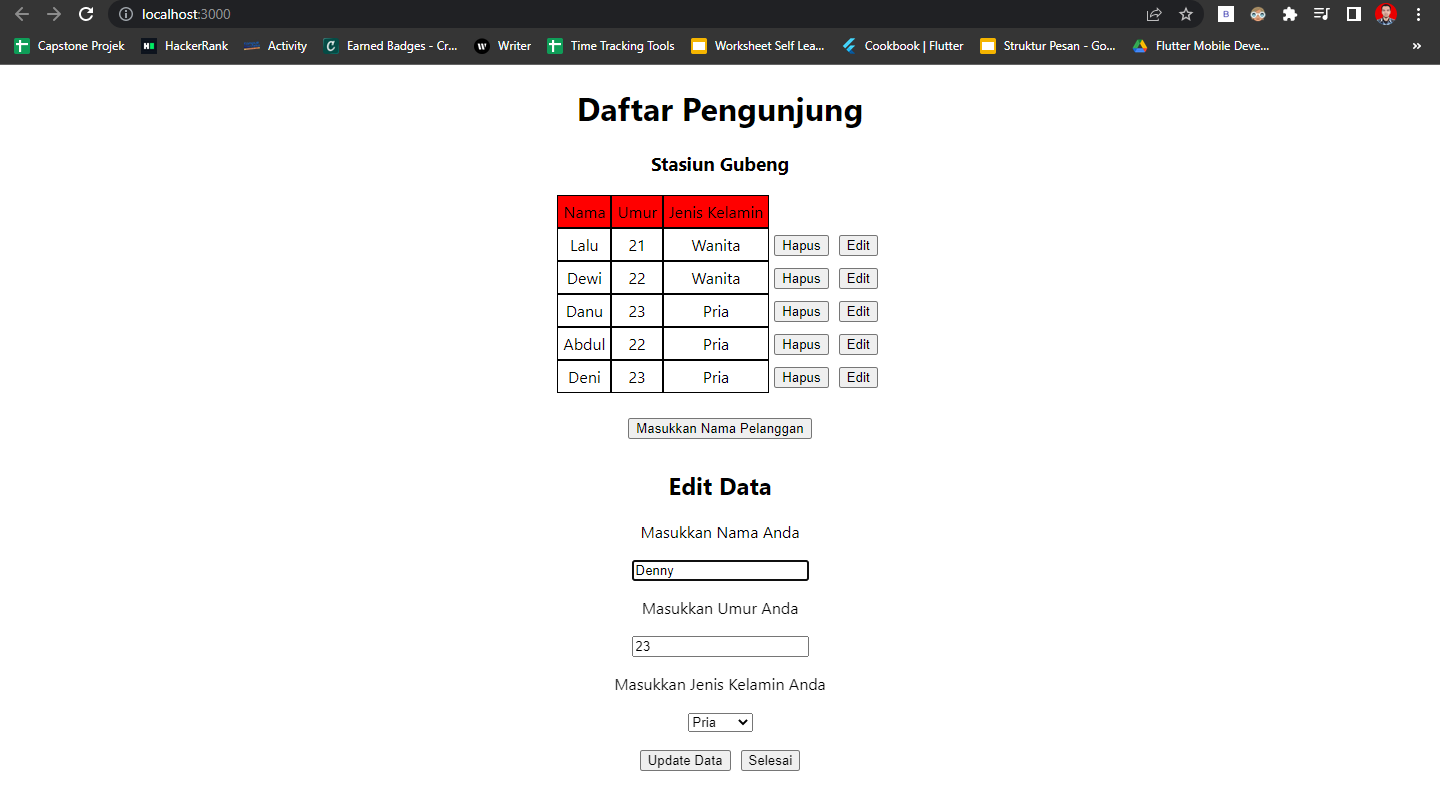 localhost:3000
Capstone Projek HackerRank Activity Earned Badges - Cr... Writer Time Tracking Tools Worksheet Self Lea... Cookbook | Flutter Struktur Pesan - Go... Flutter Mobile Deve... »
Daftar Pengunjung
Stasiun Gubeng
Nama Umur Jenis Kelamin
Lalu 21 Wanita Hapus Edit
Dewi 22 Wanita Hapus Edit
Danu 23 Pria Hapus Edit
Abdul 22 Pria Hapus Edit
Deni 23 Pria Hapus Edit
Masukkan Nama Pelanggan
Edit Data
Masukkan Nama Anda
Denny
Masukkan Umur Anda
23
Masukkan Jenis Kelamin Anda
Pria
Update Data Selesai